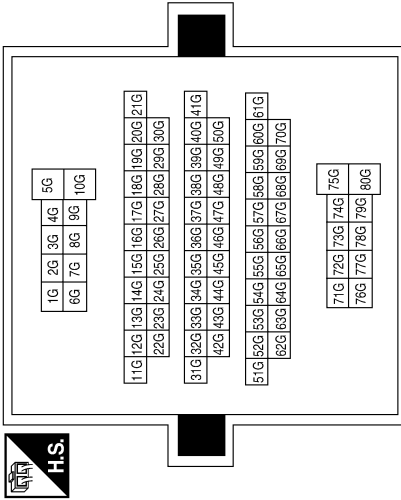 5G 10G
1G 2G 3G 4G
6G 7G 8G 9G
11G 12G 13G 14G 15G 16G 17G 18G 19G 20G 21G
22G 23G 24G 25G 26G 27G 28G 29G 30G
31G 32G 33G 34G 35G 36G 37G 38G 39G 40G 41G
42G 43G 44G 45G 46G 47G 48G 49G 50G
51G 52G 53G 54G 55G 56G 57G 58G 59G 60G 61G
62G 63G 64G 65G 66G 67G 68G 69G 70G
71G 72G 73G 74G 75G
76G 77G 78G 79G 80G
H.S.